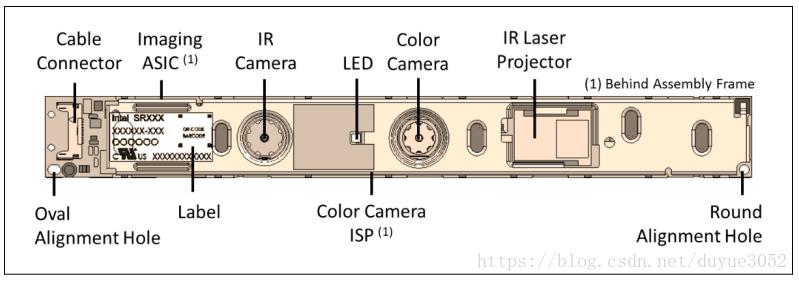 Cable
Connector
Imaging
ASIC (1)
IR
Camera
LED
Color
Camera
IR Laser
Projector
(1) Behind Assembly Frame
Intel SRXXX
XXXXXX-XXX
QR-CODE
BARCODE
US XXXXXXXXXXX
Oval
Alignment Hole
Label
Color Camera
ISP (1)
Round
Alignment Hole
https://blog.csdn.net/duyue3052